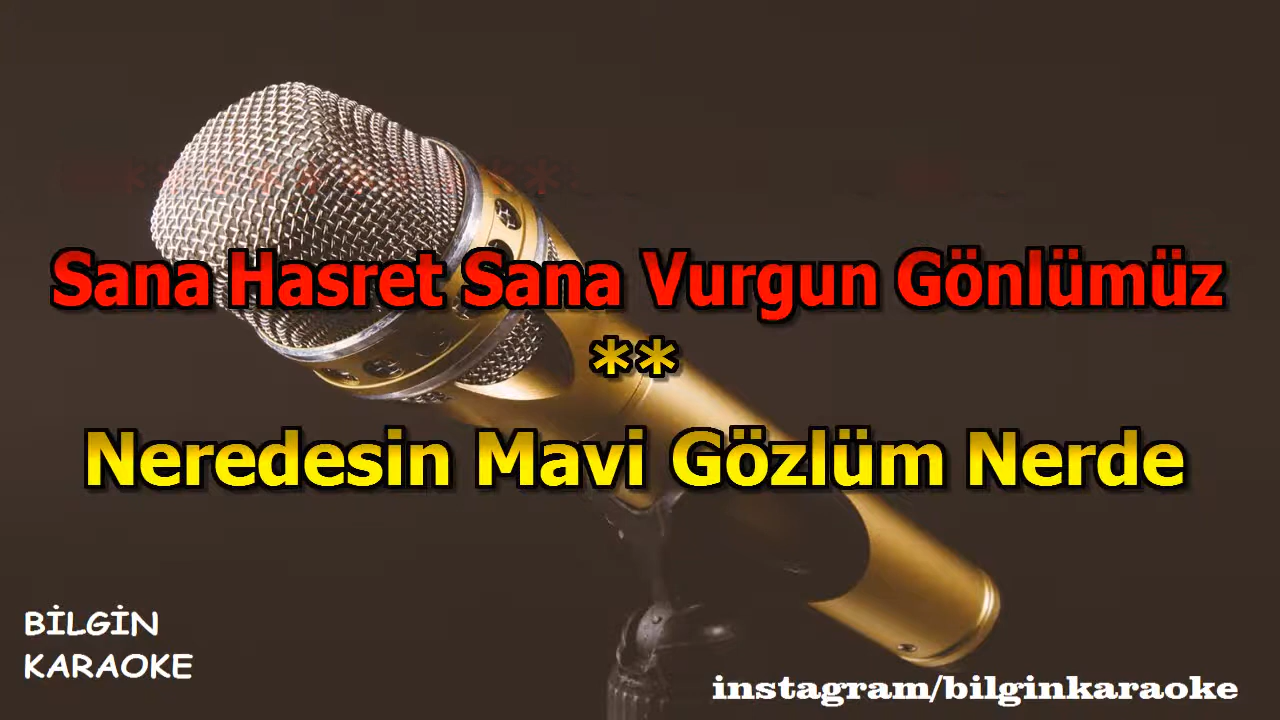 Sana Hasret Sana Vurgun Gönlümüz
**
Neredesin Mavi Gözlüm Nerde
BİLGİN
KARAOKE
instagram/bilginkaraoke